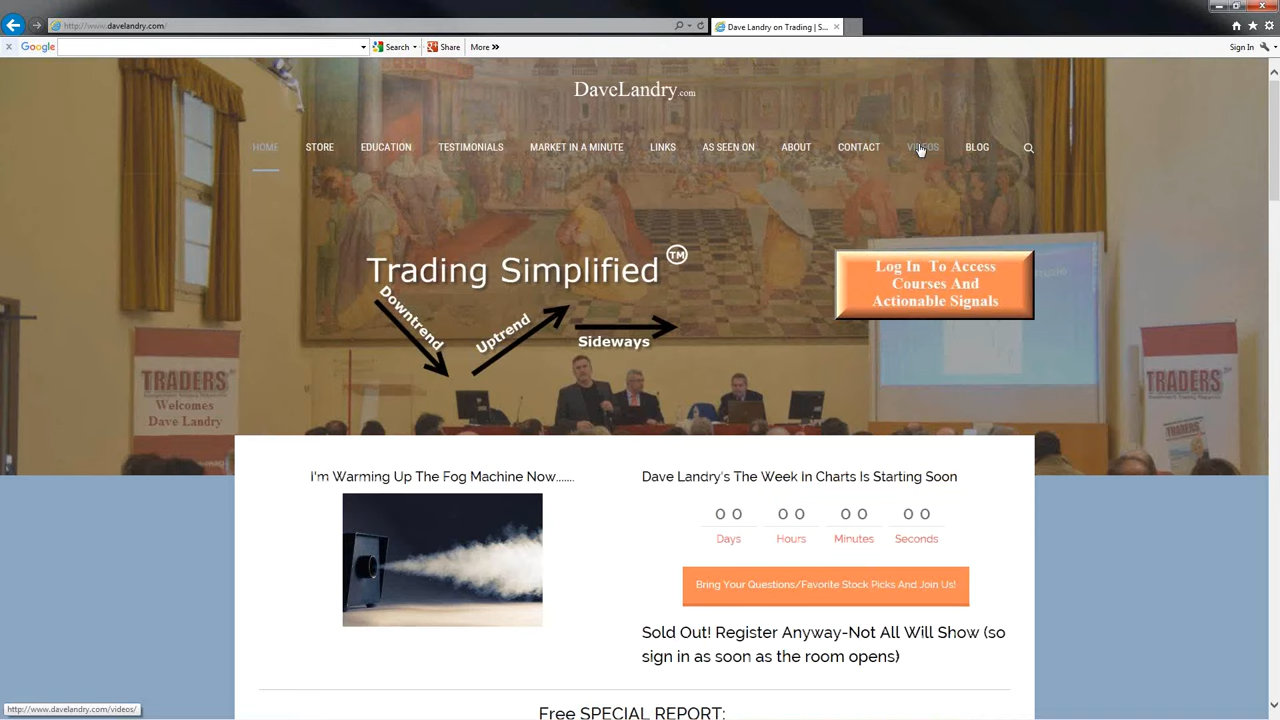 http://www.davelandry.com/
Dave Landry on Trading | S...
Google
Search
Share
More »
Sign In
DaveLandry.com
HOME
STORE
EDUCATION
TESTIMONIALS
MARKET IN A MINUTE
LINKS
AS SEEN ON
ABOUT
CONTACT
VIDEOS
BLOG
Trading Simplified TM
Downtrend
Uptrend
Sideways
Log In To Access
Courses And
Actionable Signals
TRADERS'
Welcomes
Dave Landry
TRADERS'
I'm Warming Up The Fog Machine Now.......
Dave Landry's The Week In Charts Is Starting Soon
0 0 0 0 0 0 0 0
Days Hours Minutes Seconds
Bring Your Questions/Favorite Stock Picks And Join Us!
Sold Out! Register Anyway-Not All Will Show (so
sign in as soon as the room opens)
Free SPECIAL REPORT:
http://www.davelandry.com/videos/